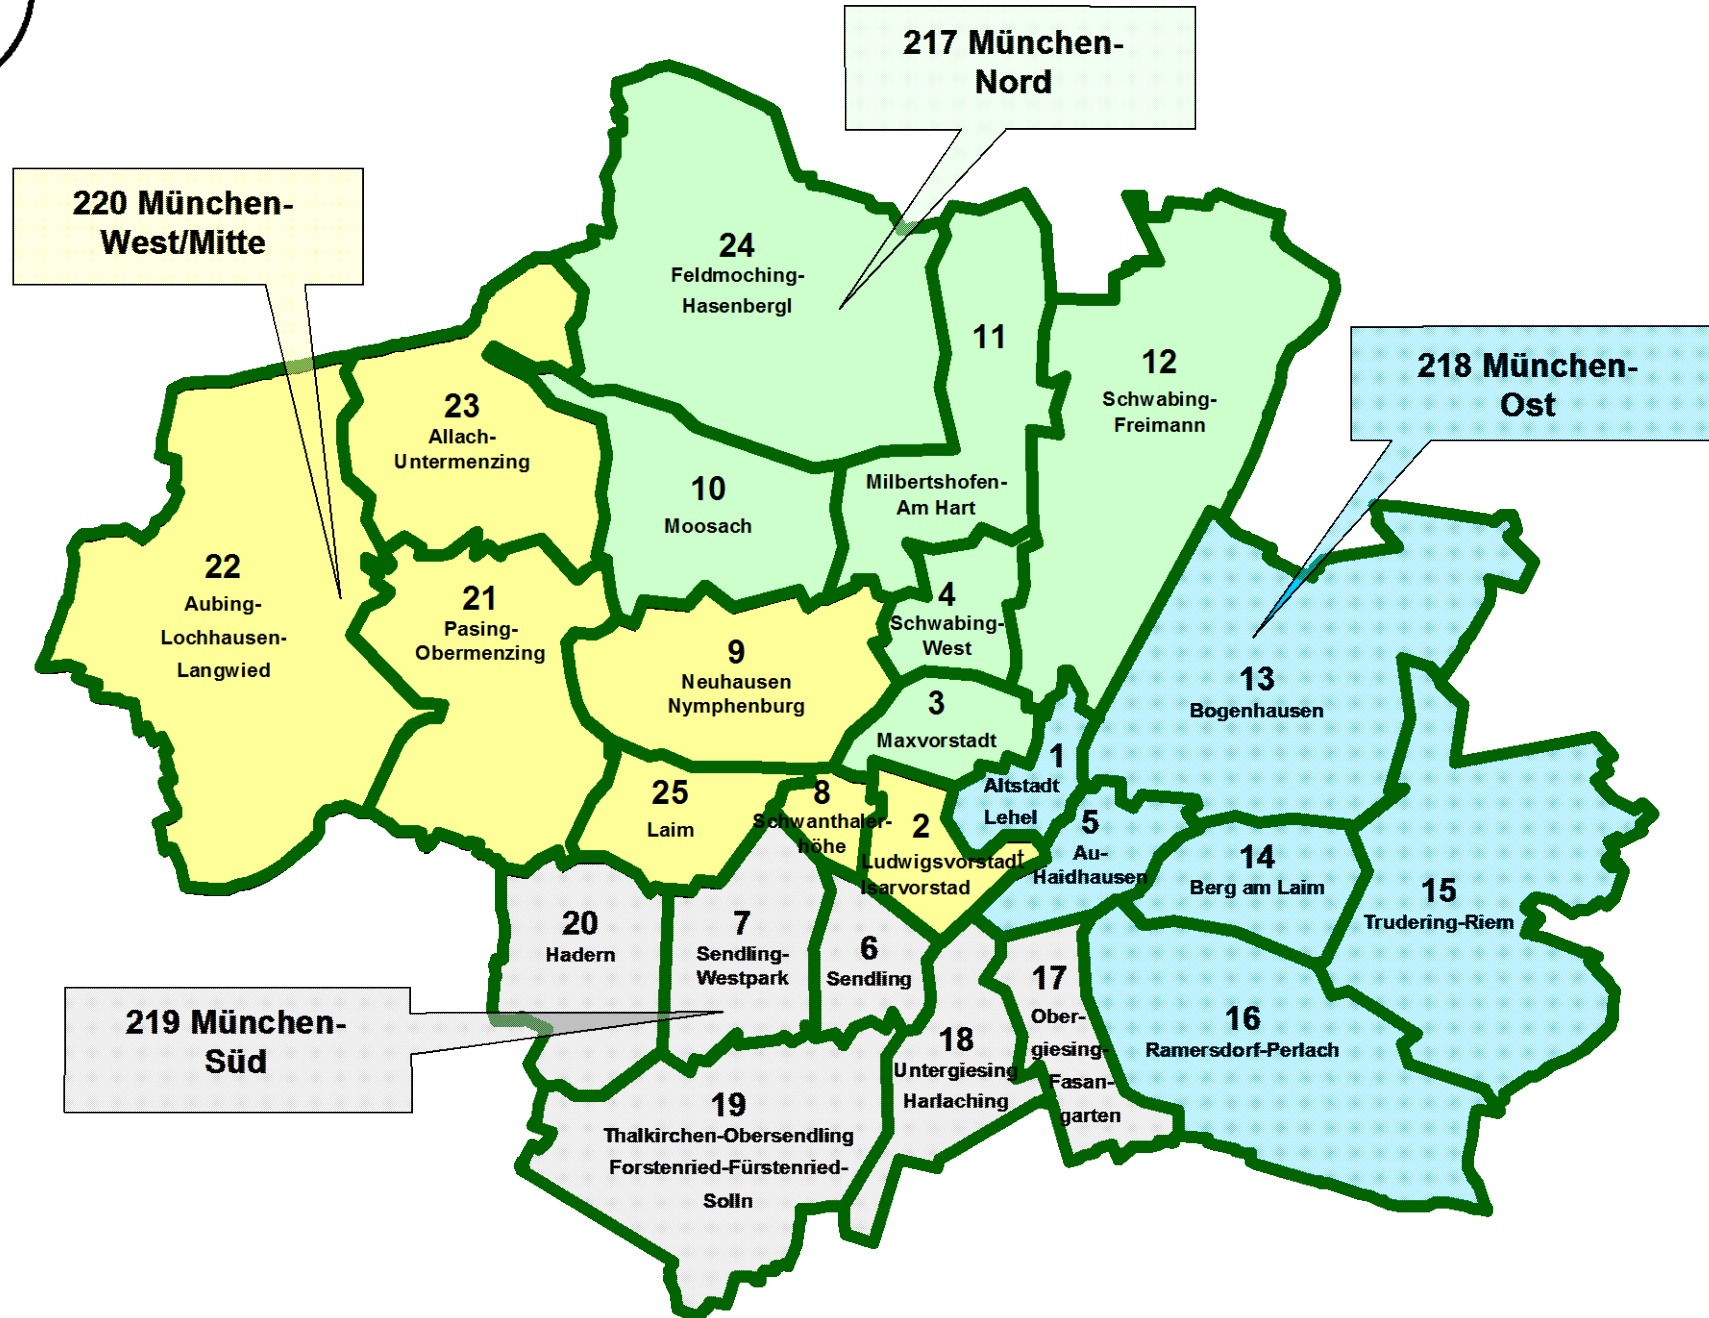 217 München-
Nord
220 München-
West/Mitte
218 München-
Ost
219 München-
Süd
24
Feldmoching-
Hasenbergl
11
Milbertshofen-
Am Hart
12
Schwabing-
Freimann
23
Allach-
Untermenzing
10
Moosach
22
Aubing-
Lochhausen-
Langwied
21
Pasing-
Obermenzing
4
Schwabing-
West
9
Neuhausen
Nymphenburg
3
Maxvorstadt
13
Bogenhausen
1
Altstadt
Lehel
25
Laim
8
Schwanthaler-
höhe
2
Ludwigsvorstadt
Isarvorstad
5
Au-
Haidhausen
14
Berg am Laim
15
Trudering-Riem
20
Hadern
7
Sendling-
Westpark
6
Sendling
17
Ober-
giesing-
Fasan-
garten
16
Ramersdorf-Perlach
18
Untergiesing
Harlaching
19
Thalkirchen-Obersendling
Forstenried-Fürstenried-
Solln